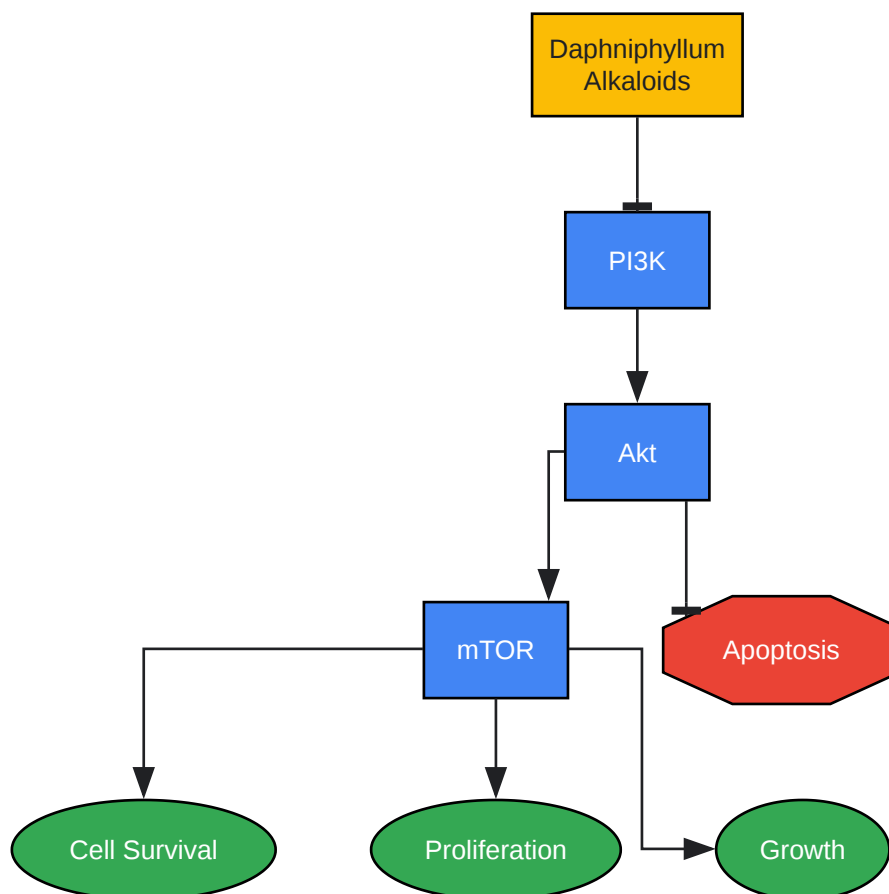 Daphniphyllum
Alkaloids
PI3K
Akt
mTOR
Apoptosis
Cell Survival
Proliferation
Growth